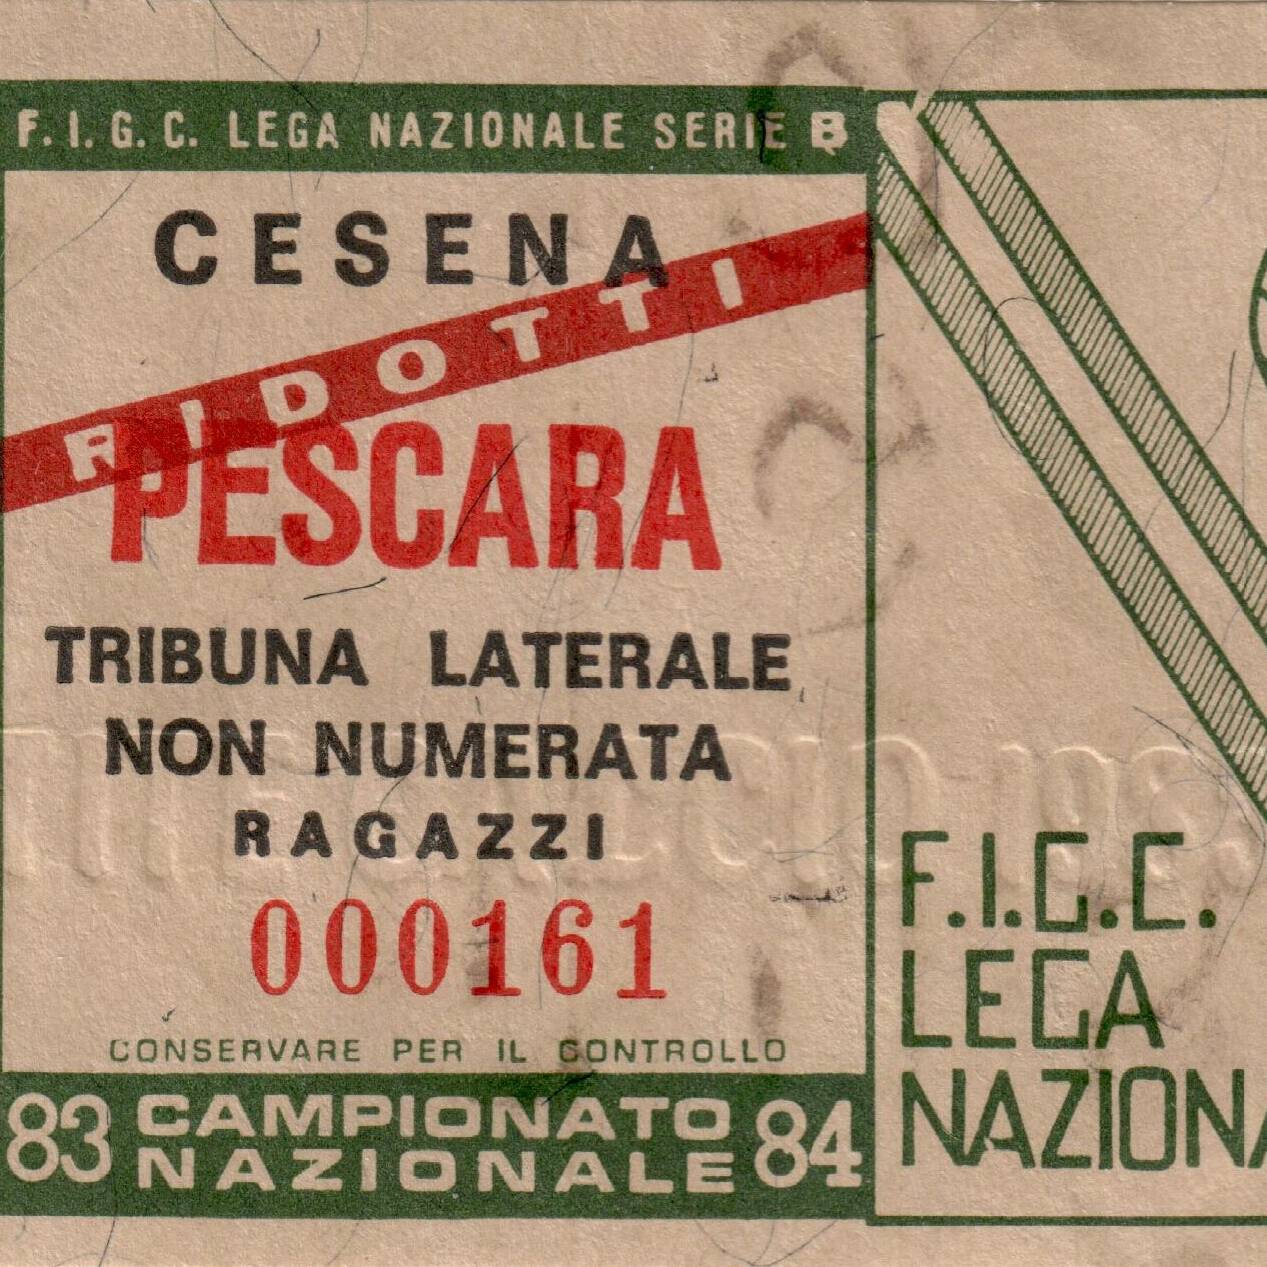 F.I.G.C. LEGA NAZIONALE SERIE B
CESENA
RIDOTTI
PESCARA
TRIBUNA LATERALE
NON NUMERATA
RAGAZZI
000161
CONSERVARE PER IL CONTROLLO
83 CAMPIONATO NAZIONALE 84
F.I.G.C.
LEGA
NAZIONA